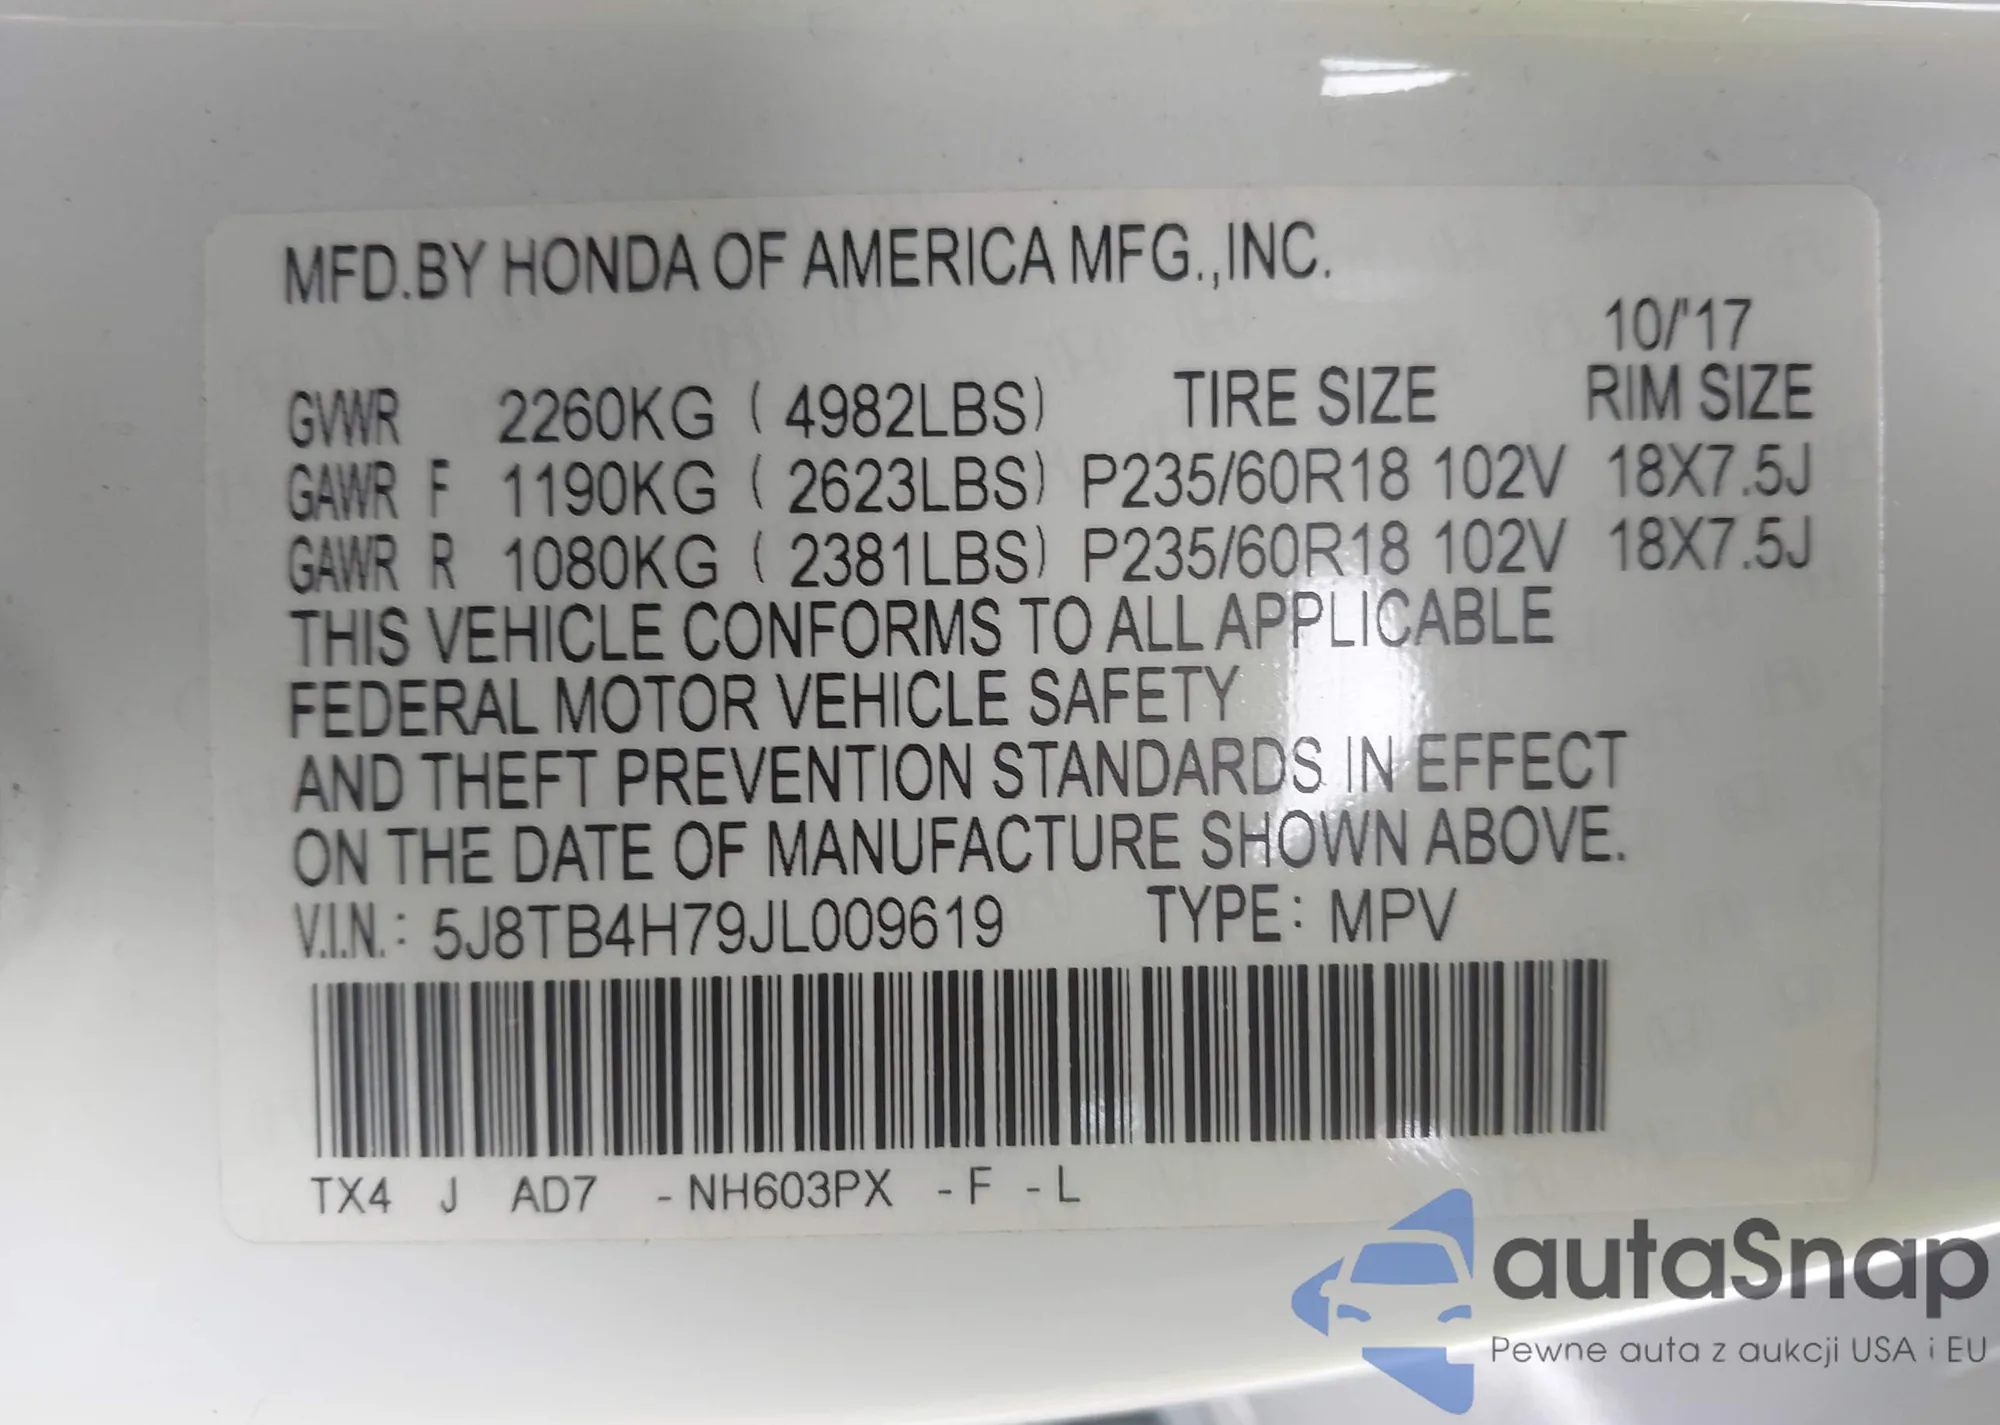 MFD.BY HONDA OF AMERICA MFG.,INC.
10/'17
GVWR 2260KG ( 4982LBS) TIRE SIZE RIM SIZE
GAWR F 1190KG ( 2623LBS) P235/60R18 102V 18X7.5J
GAWR R 1080KG ( 2381LBS) P235/60R18 102V 18X7.5J
THIS VEHICLE CONFORMS TO ALL APPLICABLE
FEDERAL MOTOR VEHICLE SAFETY
AND THEFT PREVENTION STANDARDS IN EFFECT
ON THE DATE OF MANUFACTURE SHOWN ABOVE.
V.I.N.: 5J8TB4H79JL009619 TYPE: MPV
TX4 J AD7 - NH603PX - F - L
autaSnap
Pewne auta z aukcji USA i EU